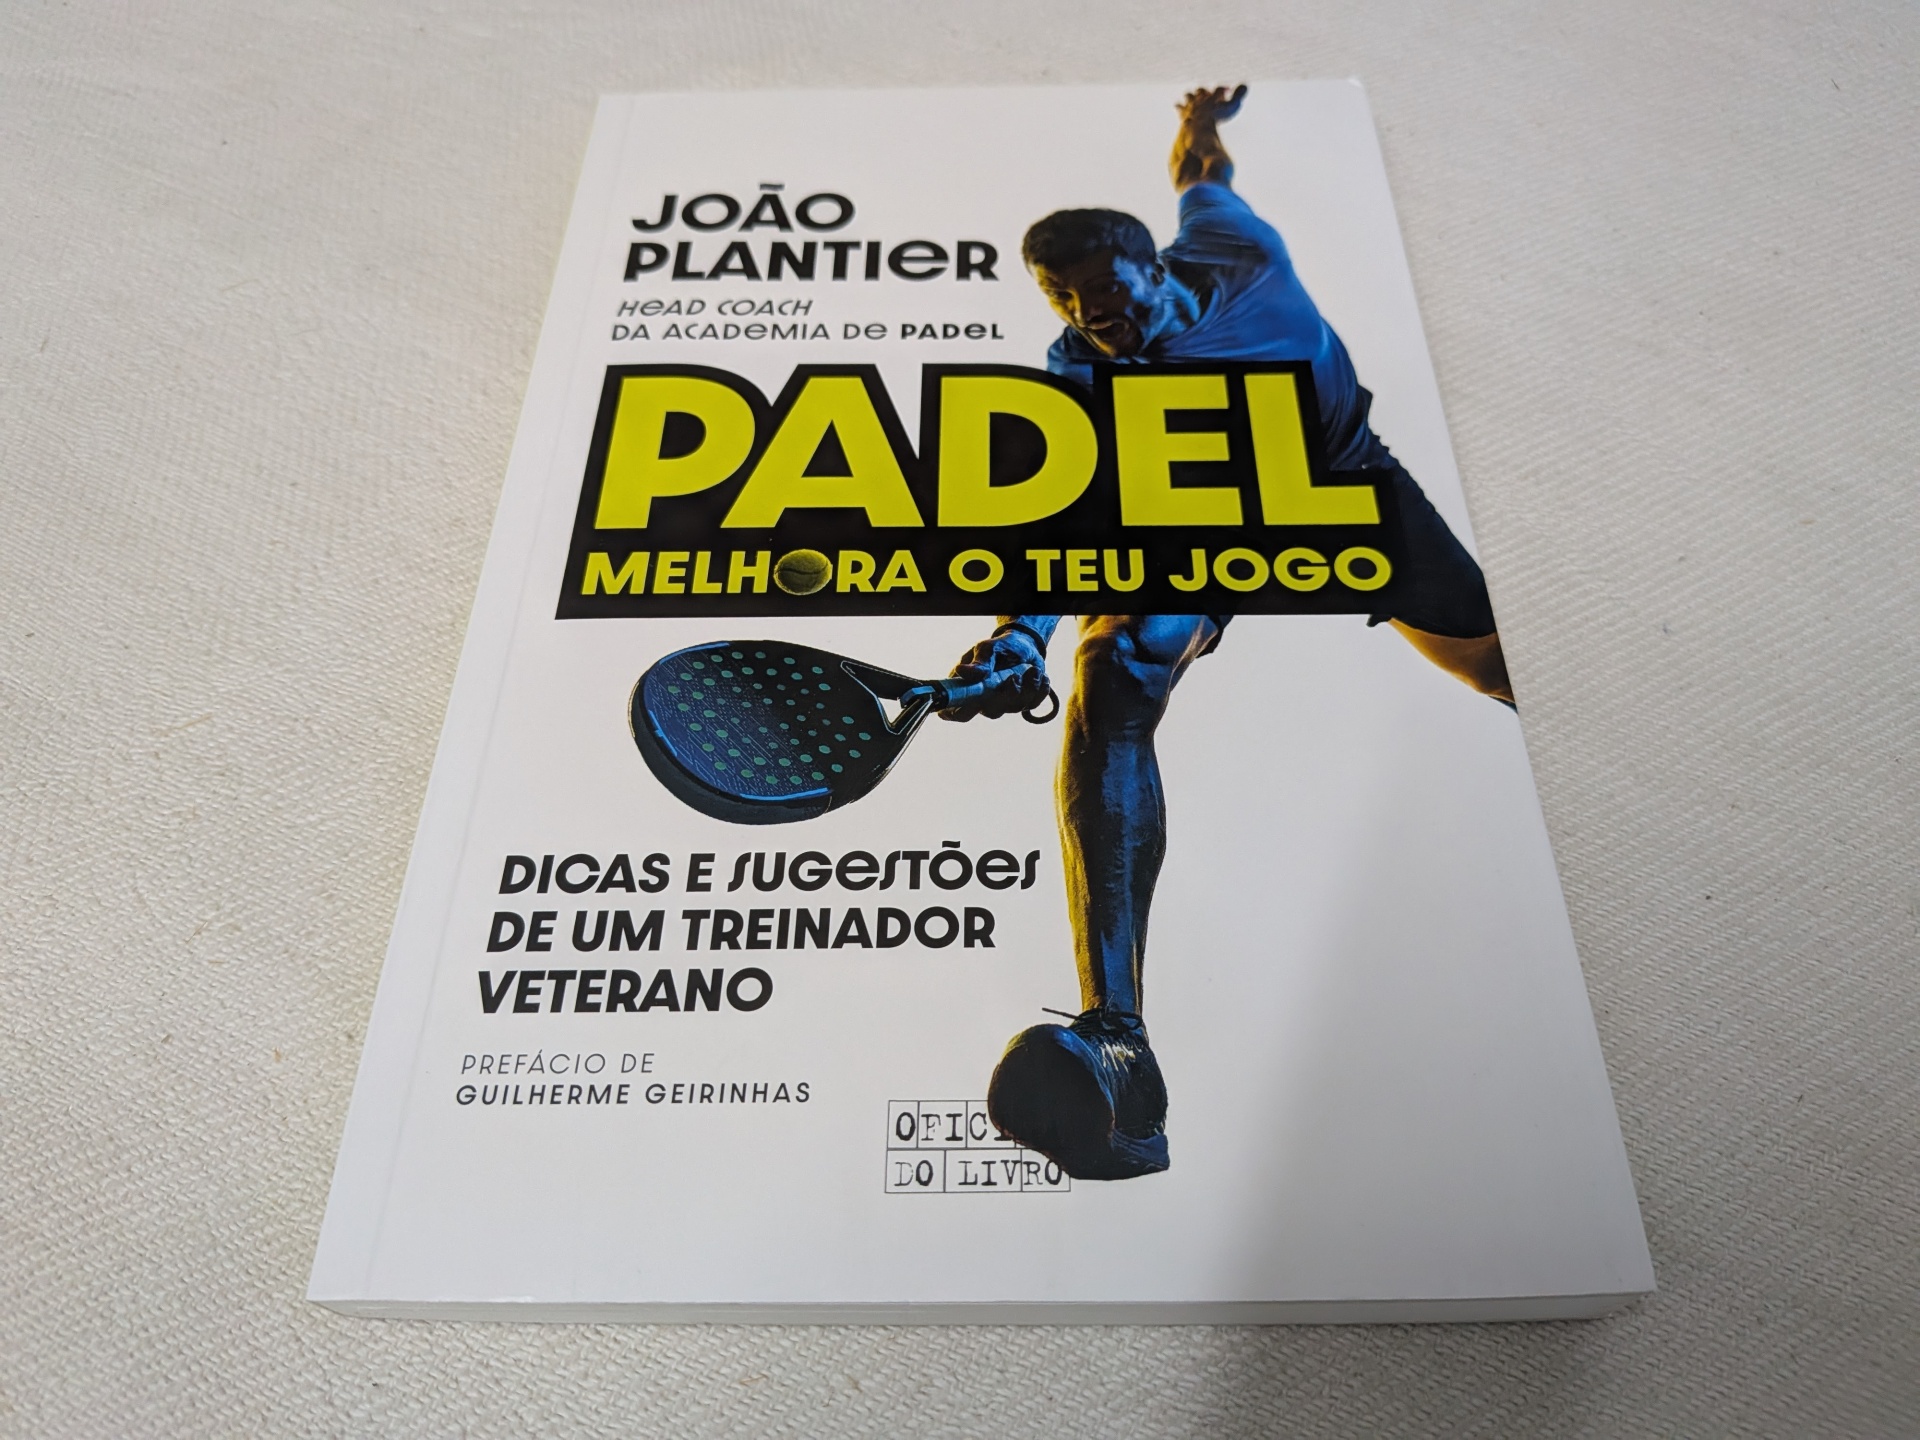 JOÃO
PLANTIER
HEAD COACH
DA ACADEMIA DE PADEL
PADEL
MELHORA O TEU JOGO
DICAS E SUGESTÕES
DE UM TREINADOR
VETERANO
PREFÁCIO DE
GUILHERME GEIRINHAS
DO LIVRO